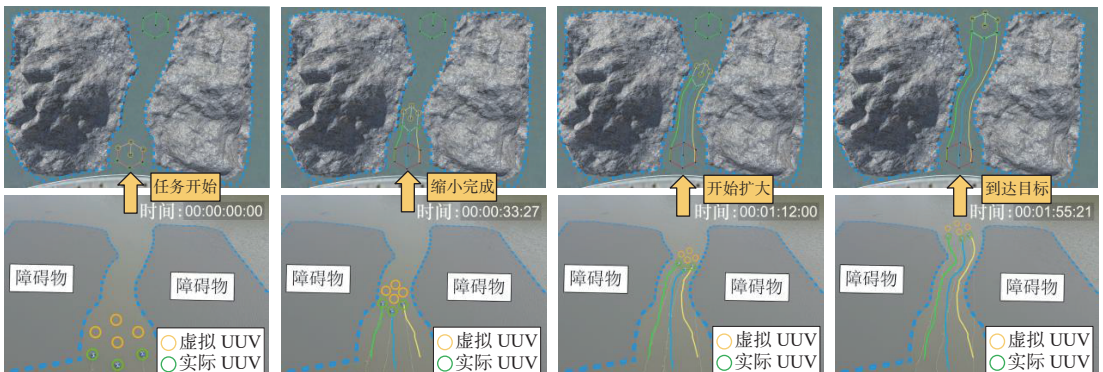 任务开始
缩小完成
开始扩大
到达目标
时间:00:00:00:00
时间:00:00:33:27
时间:00:01:12:00
时间:00:01:55:21
障碍物
障碍物
障碍物
障碍物
障碍物
障碍物
障碍物
障碍物
虚拟 UUV
实际 UUV
虚拟 UUV
实际 UUV
虚拟 UUV
实际 UUV
虚拟 UUV
实际 UUV